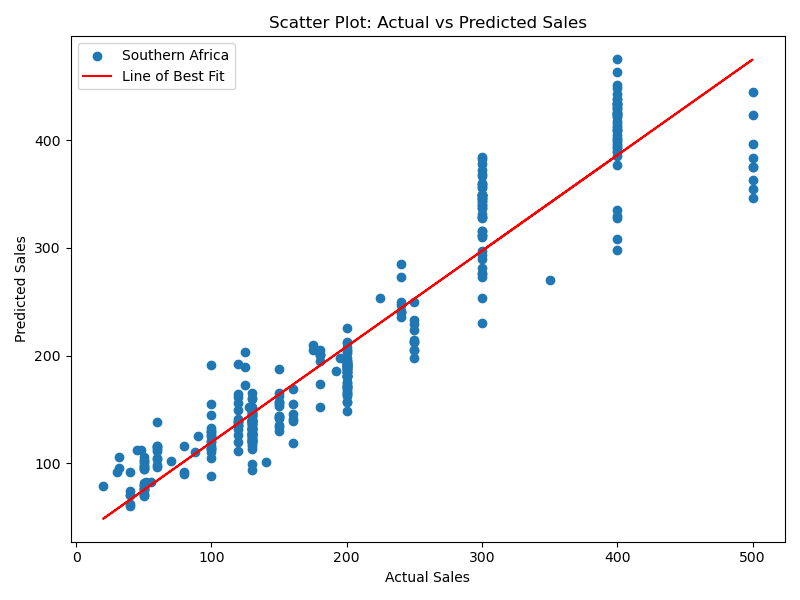 Scatter Plot: Actual vs Predicted Sales
Southern Africa
Line of Best Fit
Predicted Sales
400
300
200
100
0
100
200
300
400
500
Actual Sales